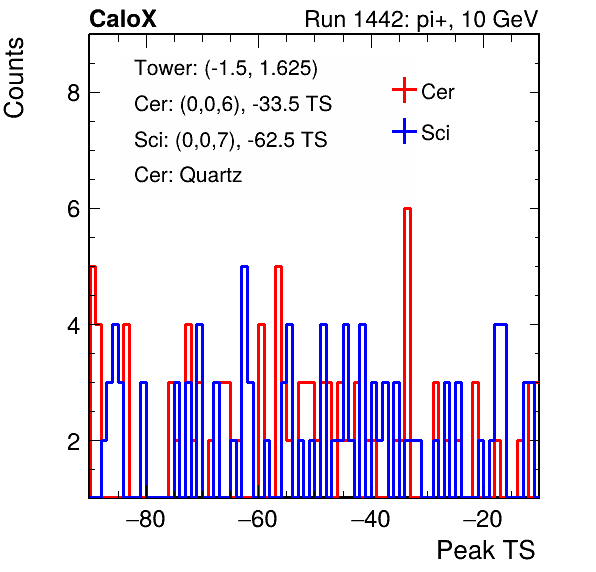 CaloX Run 1442: pi+, 10 GeV
Counts
Tower: (-1.5, 1.625)
Cer: (0,0,6), -33.5 TS
Sci: (0,0,7), -62.5 TS
Cer: Quartz
Cer
Sci
8
6
4
2
−80 −60 −40 −20
Peak TS